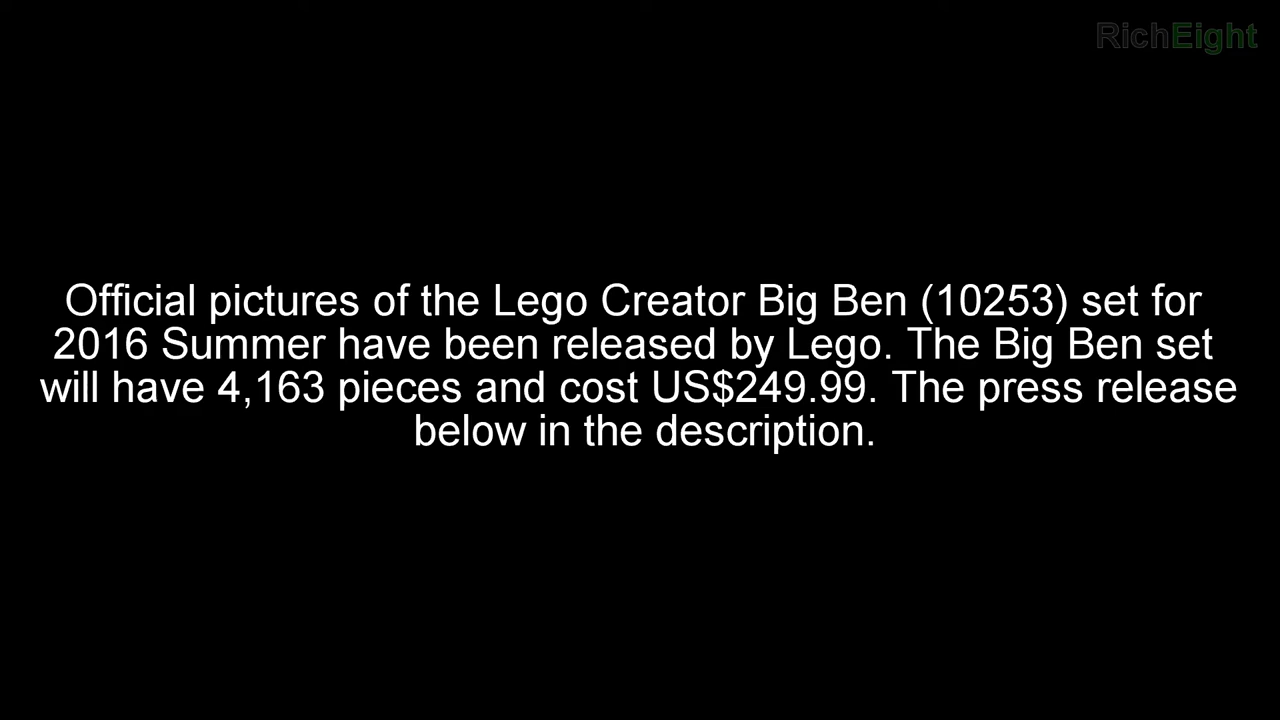 RichEight
Official pictures of the Lego Creator Big Ben (10253) set for
2016 Summer have been released by Lego. The Big Ben set
will have 4,163 pieces and cost US$249.99. The press release
below in the description.